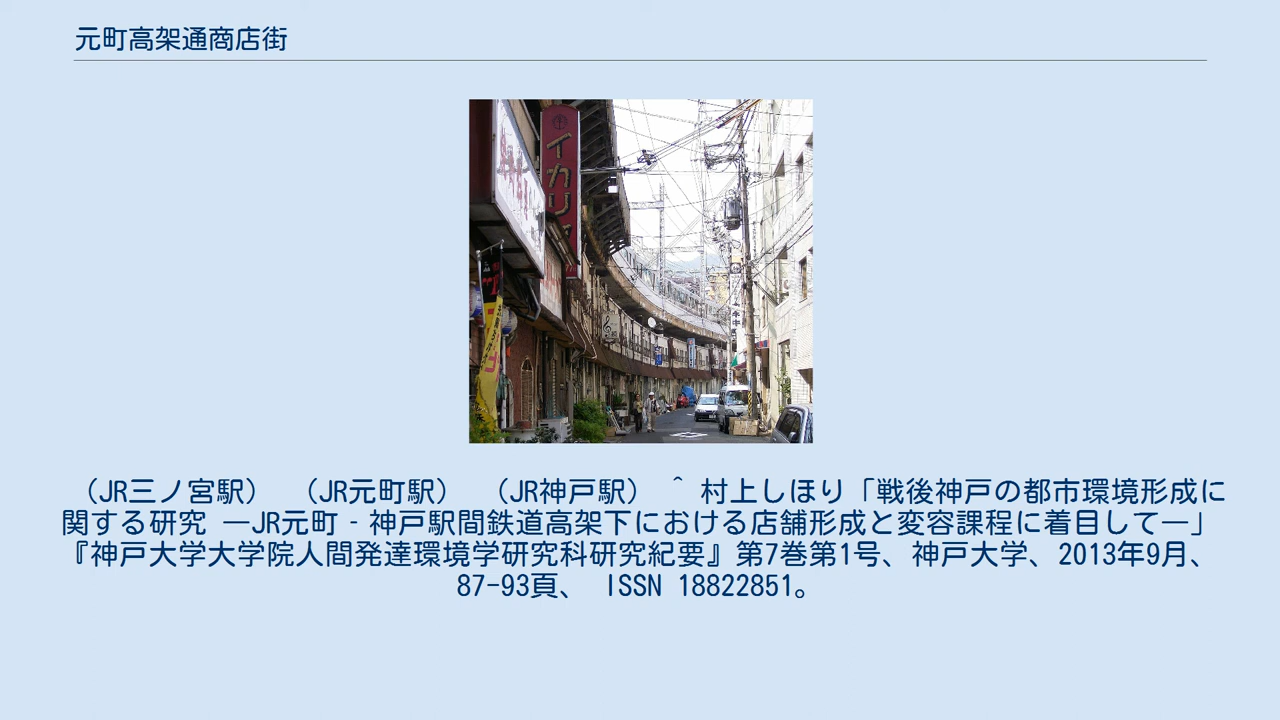 元町高架通商店街
イカリ
（JR三ノ宮駅）　（JR元町駅）　（JR神戸駅） ^ 村上しほり「戦後神戸の都市環境形成に
関する研究 ―JR元町‐神戸駅間鉄道高架下における店舗形成と変容課程に着目して―」
『神戸大学大学院人間発達環境学研究科研究紀要』第7巻第1号、神戸大学、2013年9月、
87-93頁、 ISSN 18822851。